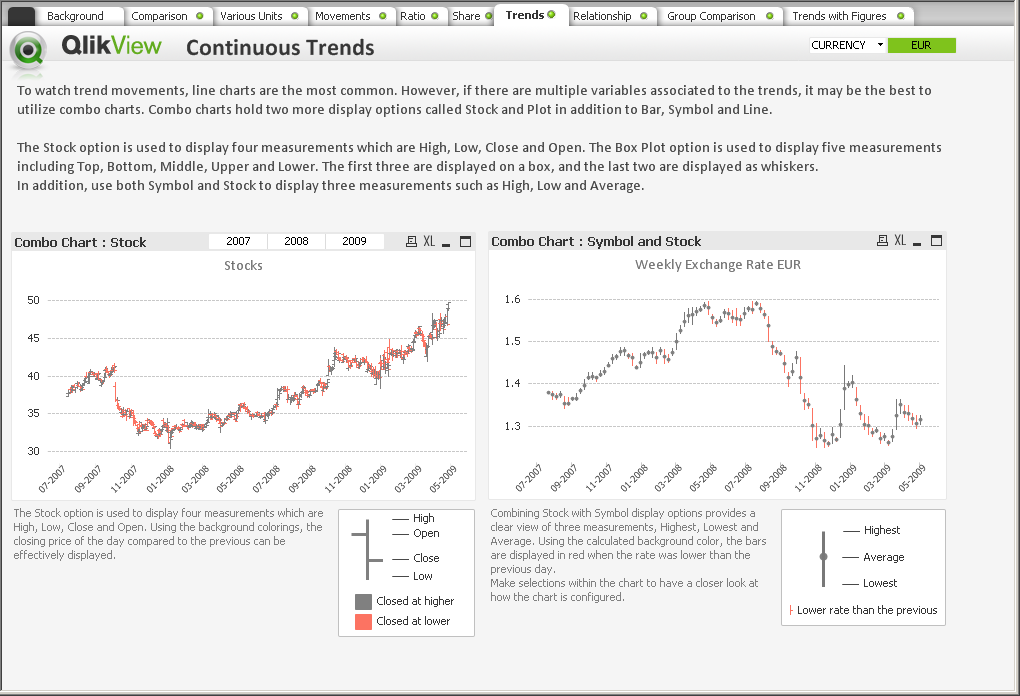 Background
Comparison
Various Units
Movements
Ratio
Share
Trends
Relationship
Group Comparison
Trends with Figures
QlikView
Continuous Trends
CURRENCY
EUR
To watch trend movements, line charts are the most common. However, if there are multiple variables associated to the trends, it may be the best to
utilize combo charts. Combo charts hold two more display options called Stock and Plot in addition to Bar, Symbol and Line.
The Stock option is used to display four measurements which are High, Low, Close and Open. The Box Plot option is used to display five measurements
including Top, Bottom, Middle, Upper and Lower. The first three are displayed on a box, and the last two are displayed as whiskers.
In addition, use both Symbol and Stock to display three measurements such as High, Low and Average.
Combo Chart : Stock
2007
2008
2009
XL
Stocks
50
45
40
35
30
07-2007
09-2007
11-2007
01-2008
03-2008
05-2008
07-2008
09-2008
11-2008
01-2009
03-2009
05-2009
The Stock option is used to display four measurements which are
High, Low, Close and Open. Using the background colorings, the
closing price of the day compared to the previous can be
effectively displayed.
High
Open
Close
Low
Closed at higher
Closed at lower
Combo Chart : Symbol and Stock
XL
Weekly Exchange Rate EUR
1.6
1.5
1.4
1.3
07-2007
09-2007
11-2007
01-2008
03-2008
05-2008
07-2008
09-2008
11-2008
01-2009
03-2009
05-2009
Combining Stock with Symbol display options provides a
clear view of three measurements, Highest, Lowest and
Average. Using the calculated background color, the bars
are displayed in red when the rate was lower than the
previous day.
Make selections within the chart to have a closer look at
how the chart is configured.
Highest
Average
Lowest
Lower rate than the previous